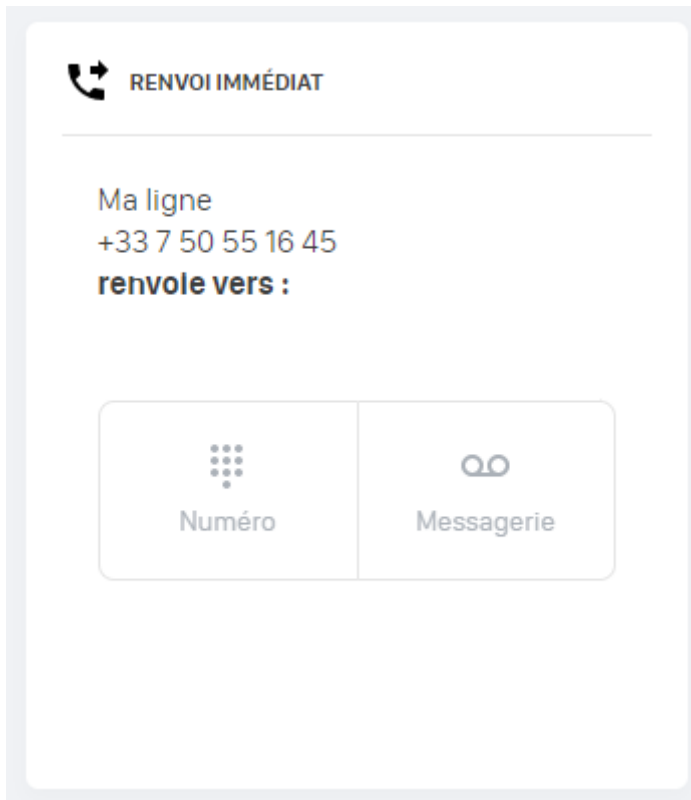 RENVOI IMMÉDIAT
Ma ligne
+33 7 50 55 16 45
renvoie vers :
Numéro
Messagerie